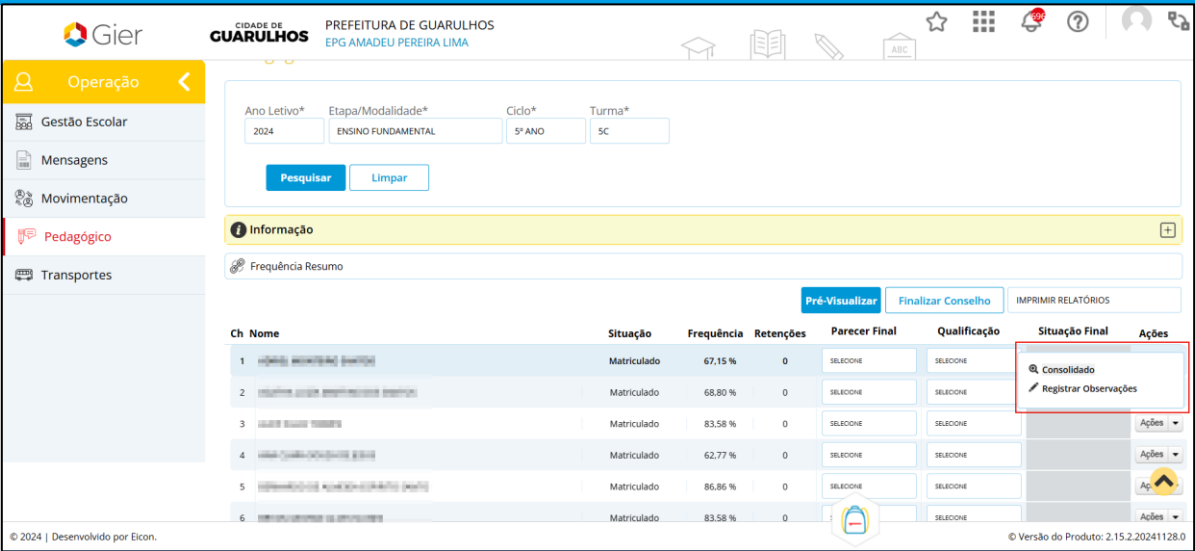 Gier
CIDADE DE
GUARULHOS
PREFEITURA DE GUARULHOS
EPG AMADEU PEREIRA LIMA
ABC
696
?
Operação
Gestão Escolar
Mensagens
Movimentação
Pedagógico
Transportes
Ano Letivo* Etapa/Modalidade* Ciclo* Turma*
2024 ENSINO FUNDAMENTAL 5º ANO 5C
Pesquisar Limpar
Informação
Frequência Resumo
Pré-Visualizar Finalizar Conselho IMPRIMIR RELATÓRIOS
Ch Nome Situação Frequência Retenções Parecer Final Qualificação Situação Final Ações
1 Matriculado 67,15 % 0 SELECIONE SELECIONE
Consolidado
Registrar Observações
2 Matriculado 68,80 % 0 SELECIONE SELECIONE
3 Matriculado 83,58 % 0 SELECIONE SELECIONE Ações
4 Matriculado 62,77 % 0 SELECIONE SELECIONE Ações
5 Matriculado 86,86 % 0 SELECIONE SELECIONE
6 Matriculado 83.58 % 0 SELECIONE Ações
© 2024 | Desenvolvido por Eicon. © Versão do Produto: 2.15.2.20241128.0